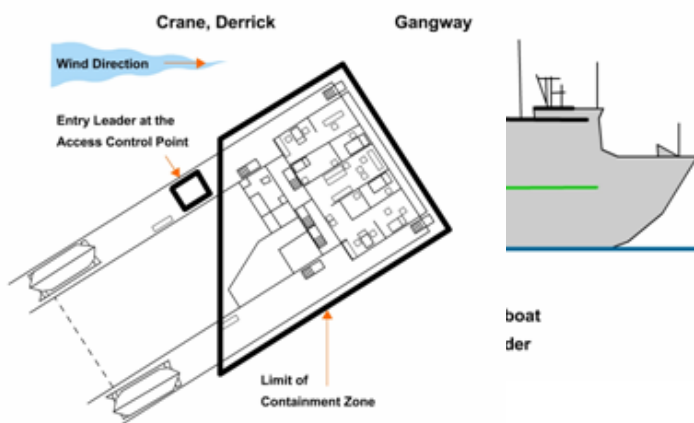 Crane, Derrick
Gangway
Wind Direction
Entry Leader at the
Access Control Point
boat
der
Limit of
Containment Zone